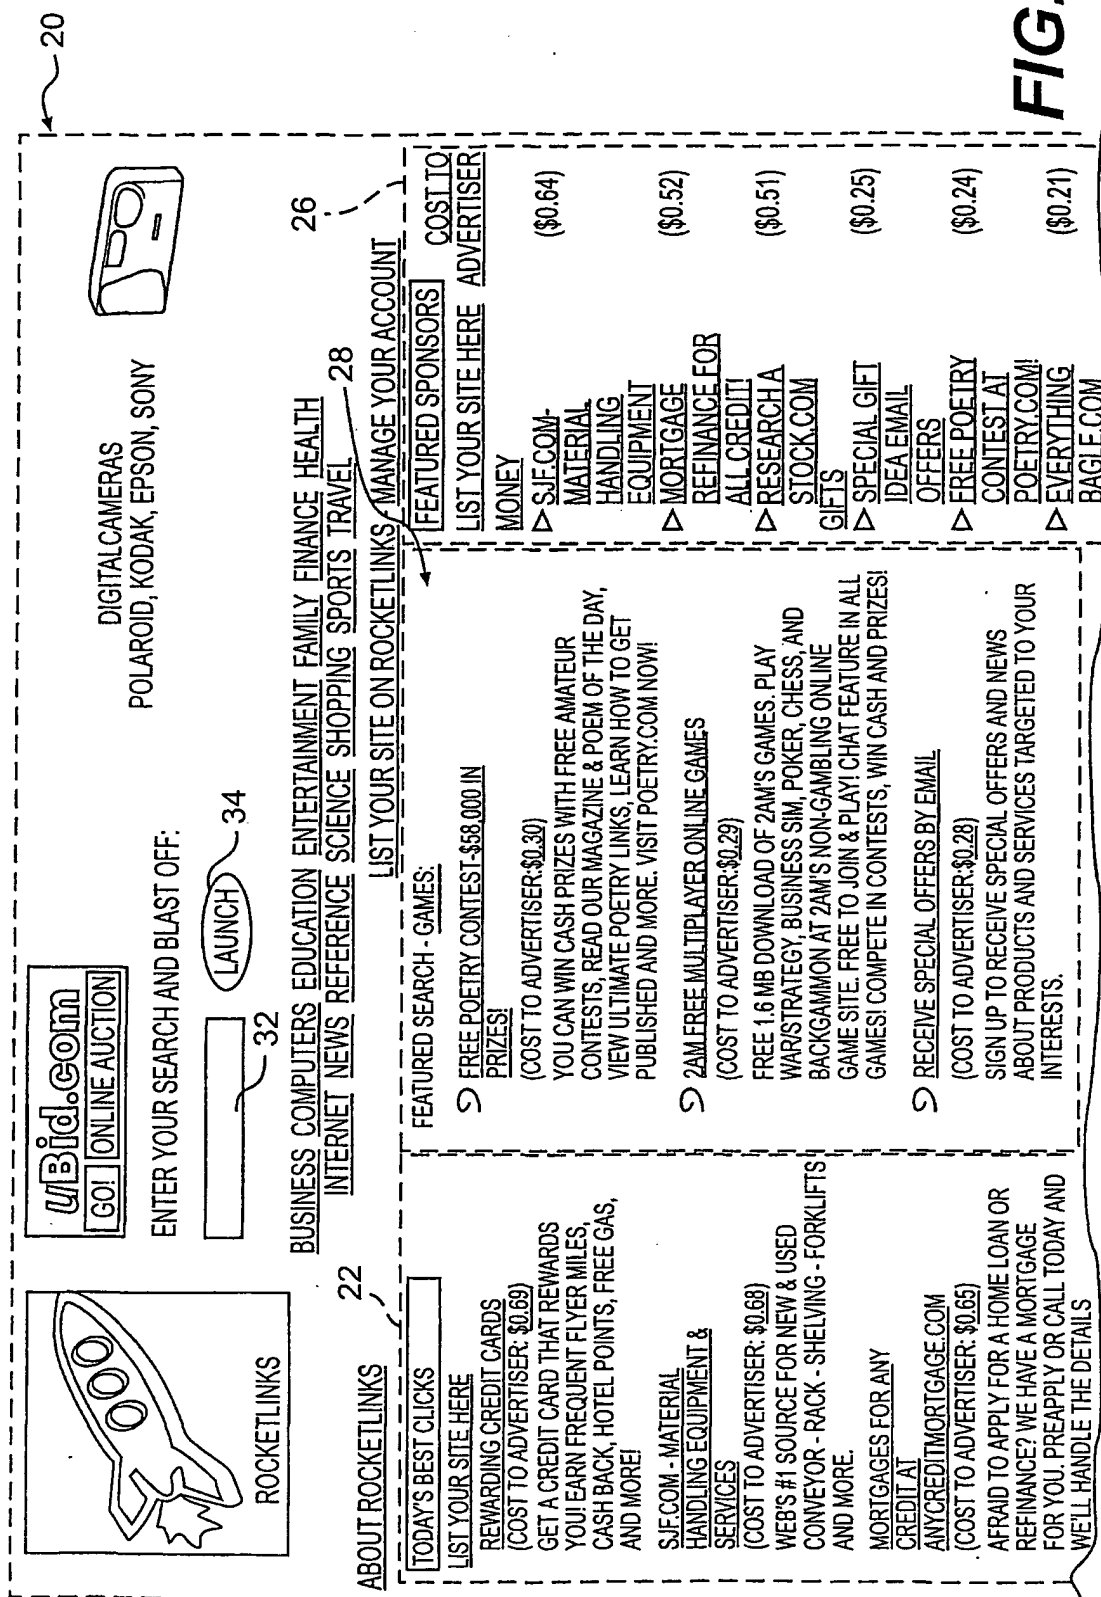 20
uBid.com
GO! ONLINE AUCTION
DIGITALCAMERAS
POLAROID, KODAK, EPSON, SONY
ROCKETLINKS
ENTER YOUR SEARCH AND BLAST OFF:
LAUNCH
34
32
BUSINESS COMPUTERS EDUCATION ENTERTAINMENT FAMILY FINANCE HEALTH
INTERNET NEWS REFERENCE SCIENCE SHOPPING SPORTS TRAVEL
ABOUT ROCKETLINKS
LIST YOUR SITE ON ROCKETLINKS - MANAGE YOUR ACCOUNT
22
28
26
TODAY'S BEST CLICKS
LIST YOUR SITE HERE
REWARDING CREDIT CARDS
(COST TO ADVERTISER: $0.69)
GET A CREDIT CARD THAT REWARDS
YOU! EARN FREQUENT FLYER MILES,
CASH BACK, HOTEL POINTS, FREE GAS,
AND MORE!
SJF.COM - MATERIAL
HANDLING EQUIPMENT &
SERVICES
(COST TO ADVERTISER: $0.68)
WEB'S #1 SOURCE FOR NEW & USED
CONVEYOR - RACK - SHELVING - FORKLIFTS
AND MORE.
MORTGAGES FOR ANY
CREDIT AT
ANYCREDITMORTGAGE.COM
(COST TO ADVERTISER: $0.65)
AFRAID TO APPLY FOR A HOME LOAN OR
REFINANCE? WE HAVE A MORTGAGE
FOR YOU. PREAPPLY OR CALL TODAY AND
WE'LL HANDLE THE DETAILS
FEATURED SEARCH - GAMES:
FREE POETRY CONTEST-$58,000 IN
PRIZES!
(COST TO ADVERTISER:$0.30)
YOU CAN WIN CASH PRIZES WITH FREE AMATEUR
CONTESTS, READ OUR MAGAZINE & POEM OF THE DAY,
VIEW ULTIMATE POETRY LINKS, LEARN HOW TO GET
PUBLISHED AND MORE. VISIT POETRY.COM NOW!
2AM FREE MULTIPLAYER ONLINE GAMES
(COST TO ADVERTISER:$0.29)
FREE 1.6 MB DOWNLOAD OF 2AM'S GAMES. PLAY
WAR/STRATEGY, BUSINESS SIM, POKER, CHESS, AND
BACKGAMMON AT 2AM'S NON-GAMBLING ONLINE
GAME SITE. FREE TO JOIN & PLAY! CHAT FEATURE IN ALL
GAMES! COMPETE IN CONTESTS, WIN CASH AND PRIZES!
RECEIVE SPECIAL OFFERS BY EMAIL
(COST TO ADVERTISER:$0.28)
SIGN UP TO RECEIVE SPECIAL OFFERS AND NEWS
ABOUT PRODUCTS AND SERVICES TARGETED TO YOUR
INTERESTS.
FEATURED SPONSORS COST TO
LIST YOUR SITE HERE ADVERTISER
MONEY
SJF.COM- ($0.64)
MATERIAL
HANDLING
EQUIPMENT
MORTGAGE ($0.52)
REFINANCE FOR
ALL CREDIT!
RESEARCH A ($0.51)
STOCK.COM
GIFTS
SPECIAL GIFT ($0.25)
IDEA EMAIL
OFFERS
FREE POETRY ($0.24)
CONTEST AT
POETRY.COM!
EVERYTHING ($0.21)
BAGLE.COM
FIG.